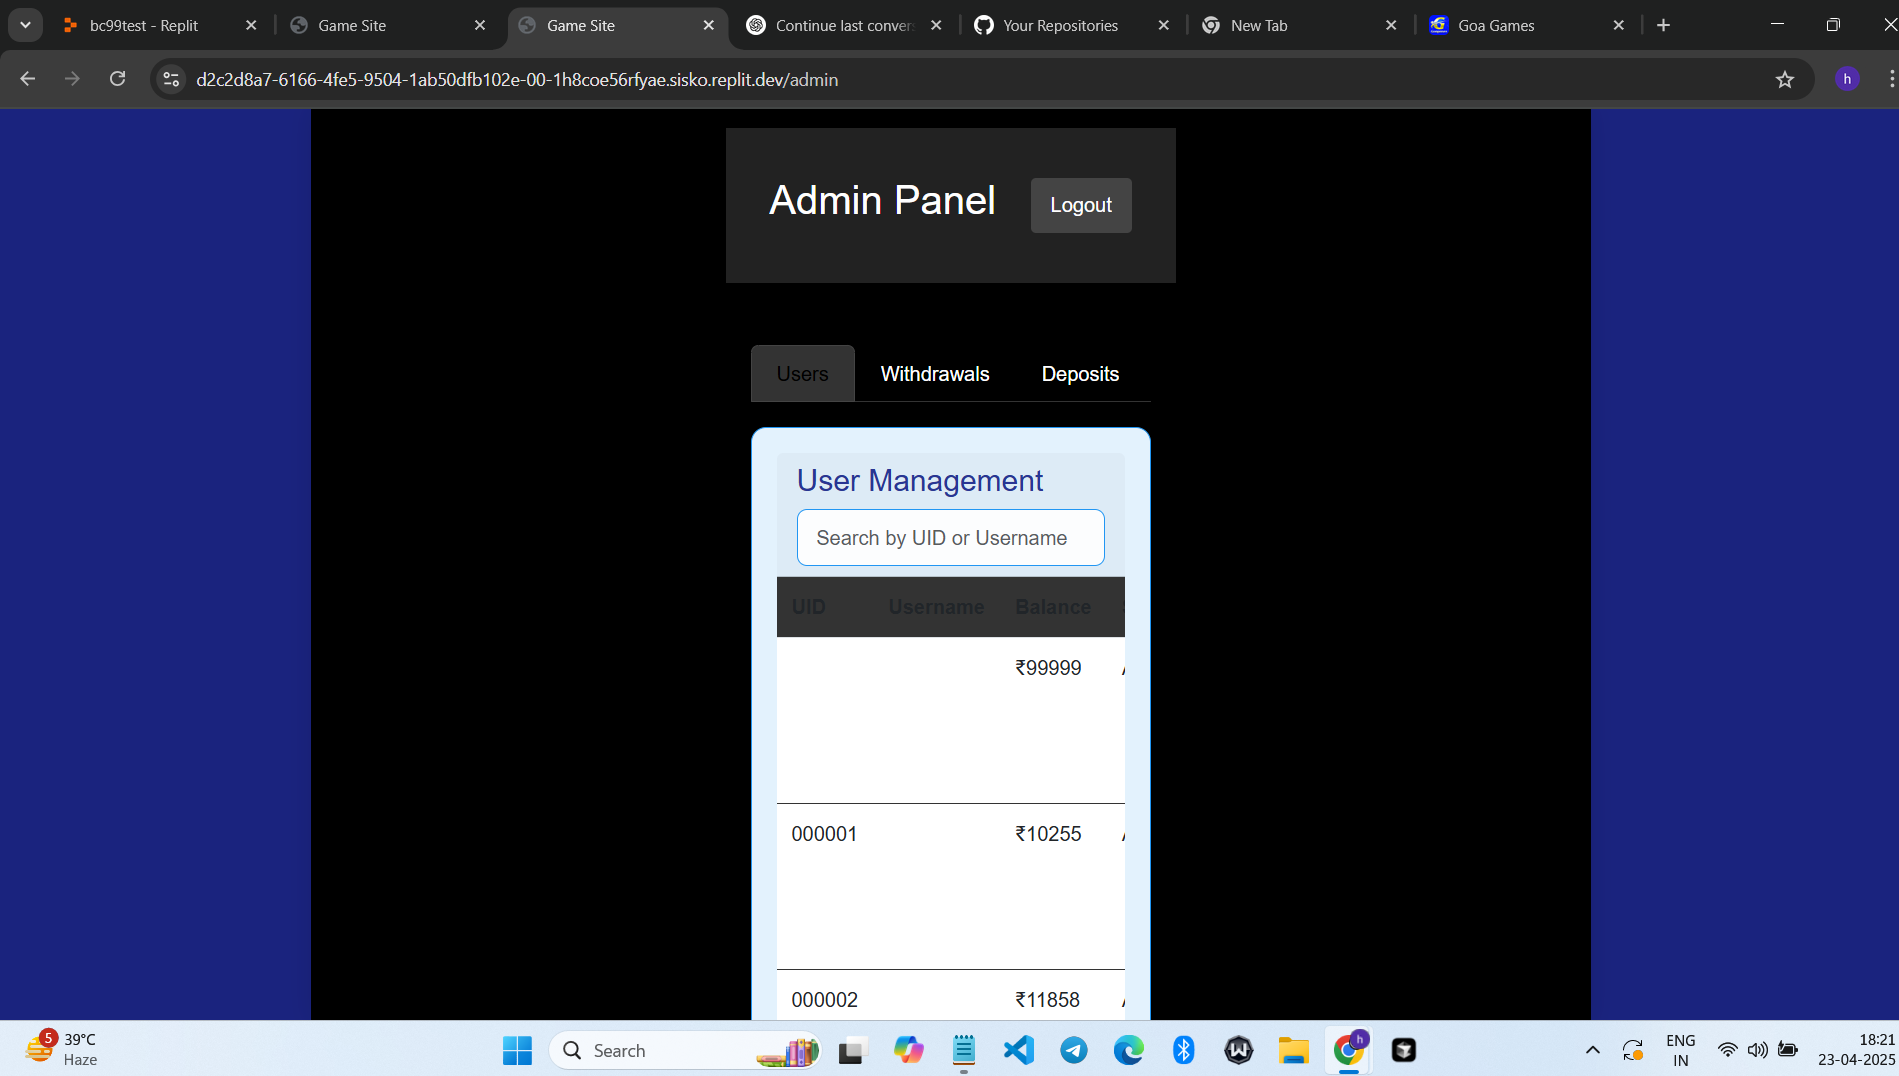 bc99test - Replit
Game Site
Game Site
Continue last conver
Your Repositories
New Tab
Goa Games
d2c2d8a7-6166-4fe5-9504-1ab50dfb102e-00-1h8coe56rfyae.sisko.replit.dev/admin
h
Admin Panel
Logout
Users
Withdrawals
Deposits
User Management
Search by UID or Username
UID Username Balance
₹99999
000001 ₹10255
000002 ₹11858
5
39°C
Haze
Search
h
ENG
IN
18:21
23-04-2025